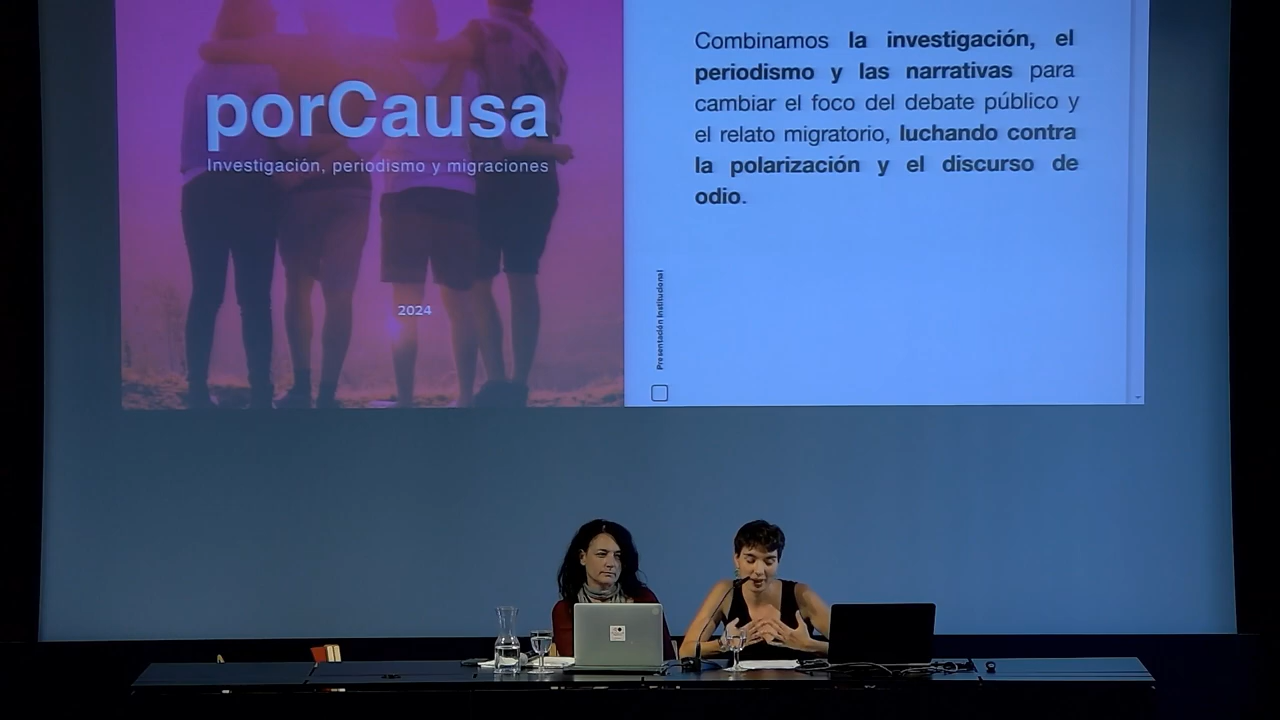 porCausa
Investigación, periodismo y migraciones
2024
Combinamos la investigación, el
periodismo y las narrativas para
cambiar el foco del debate público y
el relato migratorio, luchando contra
la polarización y el discurso de
odio.
Presentación Institucional